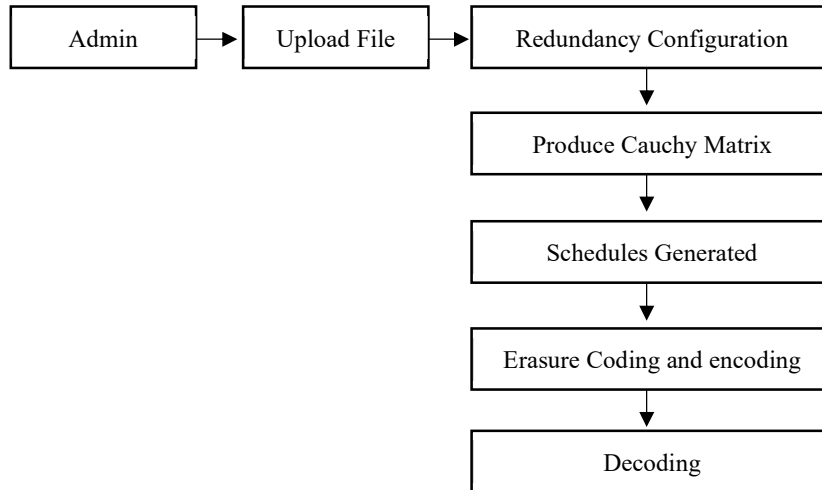 Admin
Upload File
Redundancy Configuration
Produce Cauchy Matrix
Schedules Generated
Erasure Coding and encoding
Decoding